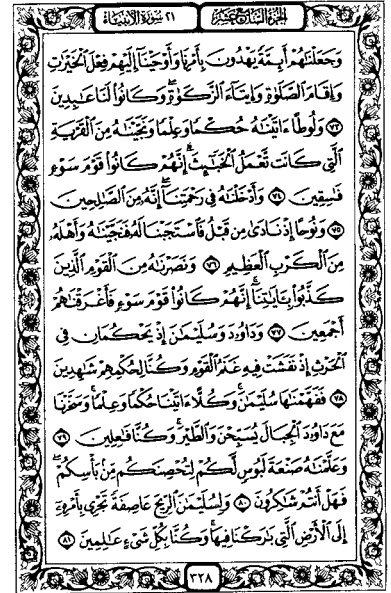 الجزء السابع عشر
٢١ سورة الأنبياء
وَجَعَلْنَٰهُمْ أَئِمَّةً يَهْدُونَ بِأَمْرِنَا وَأَوْحَيْنَآ إِلَيْهِمْ فِعْلَ ٱلْخَيْرَٰتِ
وَإِقَامَ ٱلصَّلَوٰةِ وَإِيتَآءَ ٱلزَّكَوٰةِ ۖ وَكَانُوا۟ لَنَا عَٰبِدِينَ
٧٣ وَلُوطًا ءَاتَيْنَٰهُ حُكْمًا وَعِلْمًا وَنَجَّيْنَٰهُ مِنَ ٱلْقَرْيَةِ
ٱلَّتِى كَانَت تَّعْمَلُ ٱلْخَبَٰٓئِثَ ۗ إِنَّهُمْ كَانُوا۟ قَوْمَ سَوْءٍ
فَٰسِقِينَ ٧٤ وَأَدْخَلْنَٰهُ فِى رَحْمَتِنَآ ۖ إِنَّهُۥ مِنَ ٱلصَّٰلِحِينَ
٧٥ وَنُوحًا إِذْ نَادَىٰ مِن قَبْلُ فَٱسْتَجَبْنَا لَهُۥ فَنَجَّيْنَٰهُ وَأَهْلَهُۥ
مِنَ ٱلْكَرْبِ ٱلْعَظِيمِ ٧٦ وَنَصَرْنَٰهُ مِنَ ٱلْقَوْمِ ٱلَّذِينَ
كَذَّبُوا۟ بِـَٔايَٰتِنَآ ۚ إِنَّهُمْ كَانُوا۟ قَوْمَ سَوْءٍ فَأَغْرَقْنَٰهُمْ
أَجْمَعِينَ ٧٧ وَدَاوُۥدَ وَسُلَيْمَٰنَ إِذْ يَحْكُمَانِ فِى
ٱلْحَرْثِ إِذْ نَفَشَتْ فِيهِ غَنَمُ ٱلْقَوْمِ وَكُنَّا لِحُكْمِهِمْ شَٰهِدِينَ
٧٨ فَفَهَّمْنَٰهَا سُلَيْمَٰنَ ۚ وَكُلًّا ءَاتَيْنَا حُكْمًا وَعِلْمًا ۚ وَسَخَّرْنَا
مَعَ دَاوُۥدَ ٱلْجِبَالَ يُسَبِّحْنَ وَٱلطَّيْرَ ۚ وَكُنَّا فَٰعِلِينَ ٧٩
وَعَلَّمْنَٰهُ صَنْعَةَ لَبُوسٍ لَّكُمْ لِتُحْصِنَكُم مِّنۢ بَأْسِكُمْ ۖ
فَهَلْ أَنتُمْ شَٰكِرُونَ ٨٠ وَلِسُلَيْمَٰنَ ٱلرِّيحَ عَاصِفَةً تَجْرِى بِأَمْرِهِۦٓ
إِلَى ٱلْأَرْضِ ٱلَّتِى بَٰرَكْنَا فِيهَا ۚ وَكُنَّا بِكُلِّ شَىْءٍ عَٰلِمِينَ ٨١
٣٢٨